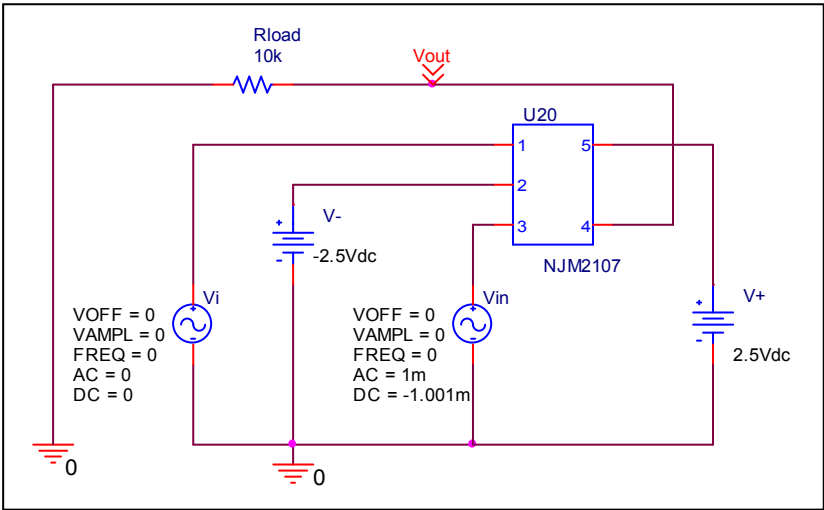 Rload
10k
Vout
U20
1
5
2
3
4
NJM2107
V-
-2.5Vdc
Vi
VOFF = 0
VAMPL = 0
FREQ = 0
AC = 0
DC = 0
Vin
VOFF = 0
VAMPL = 0
FREQ = 0
AC = 1m
DC = -1.001m
V+
2.5Vdc
0
0